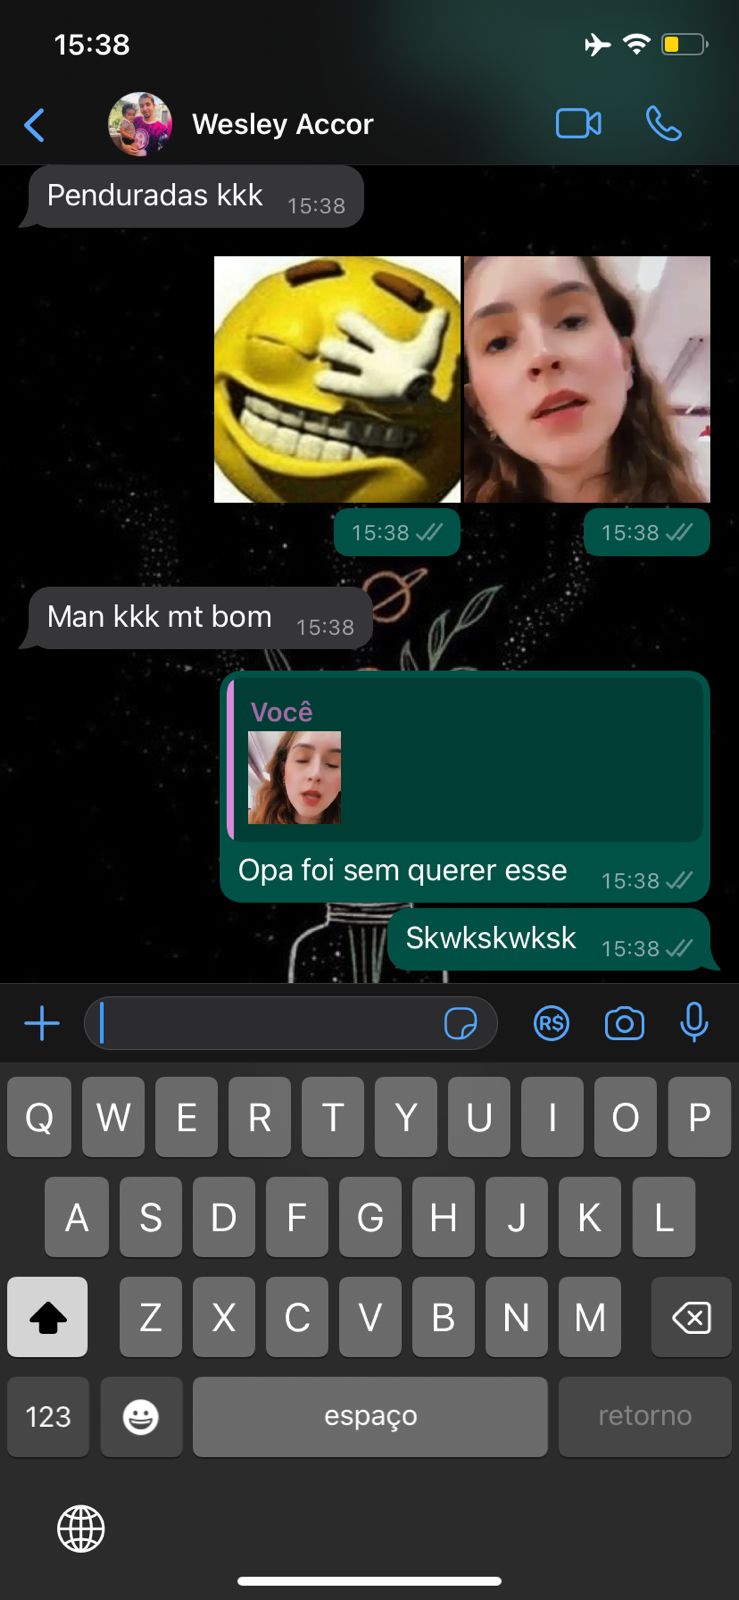 15:38
Wesley Accor
Penduradas kkk 15:38
15:38 15:38
Man kkk mt bom 15:38
Você
Opa foi sem querer esse 15:38
Skwkskwksk 15:38
R$
Q W E R T Y U I O P
A S D F G H J K L
Z X C V B N M
123 espaço retorno